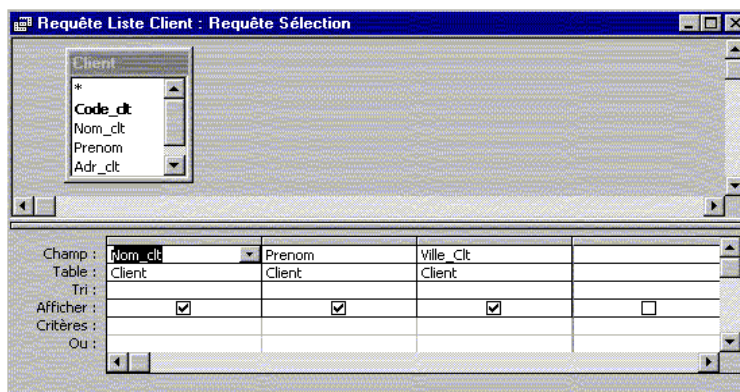 Requête Liste Client : Requête Sélection
Client
*
Code_clt
Nom_clt
Prenom
Adr_clt
Champ : Nom_clt Prenom Ville_Clt
Table : Client Client Client
Tri :
Afficher :
Critères :
Ou :